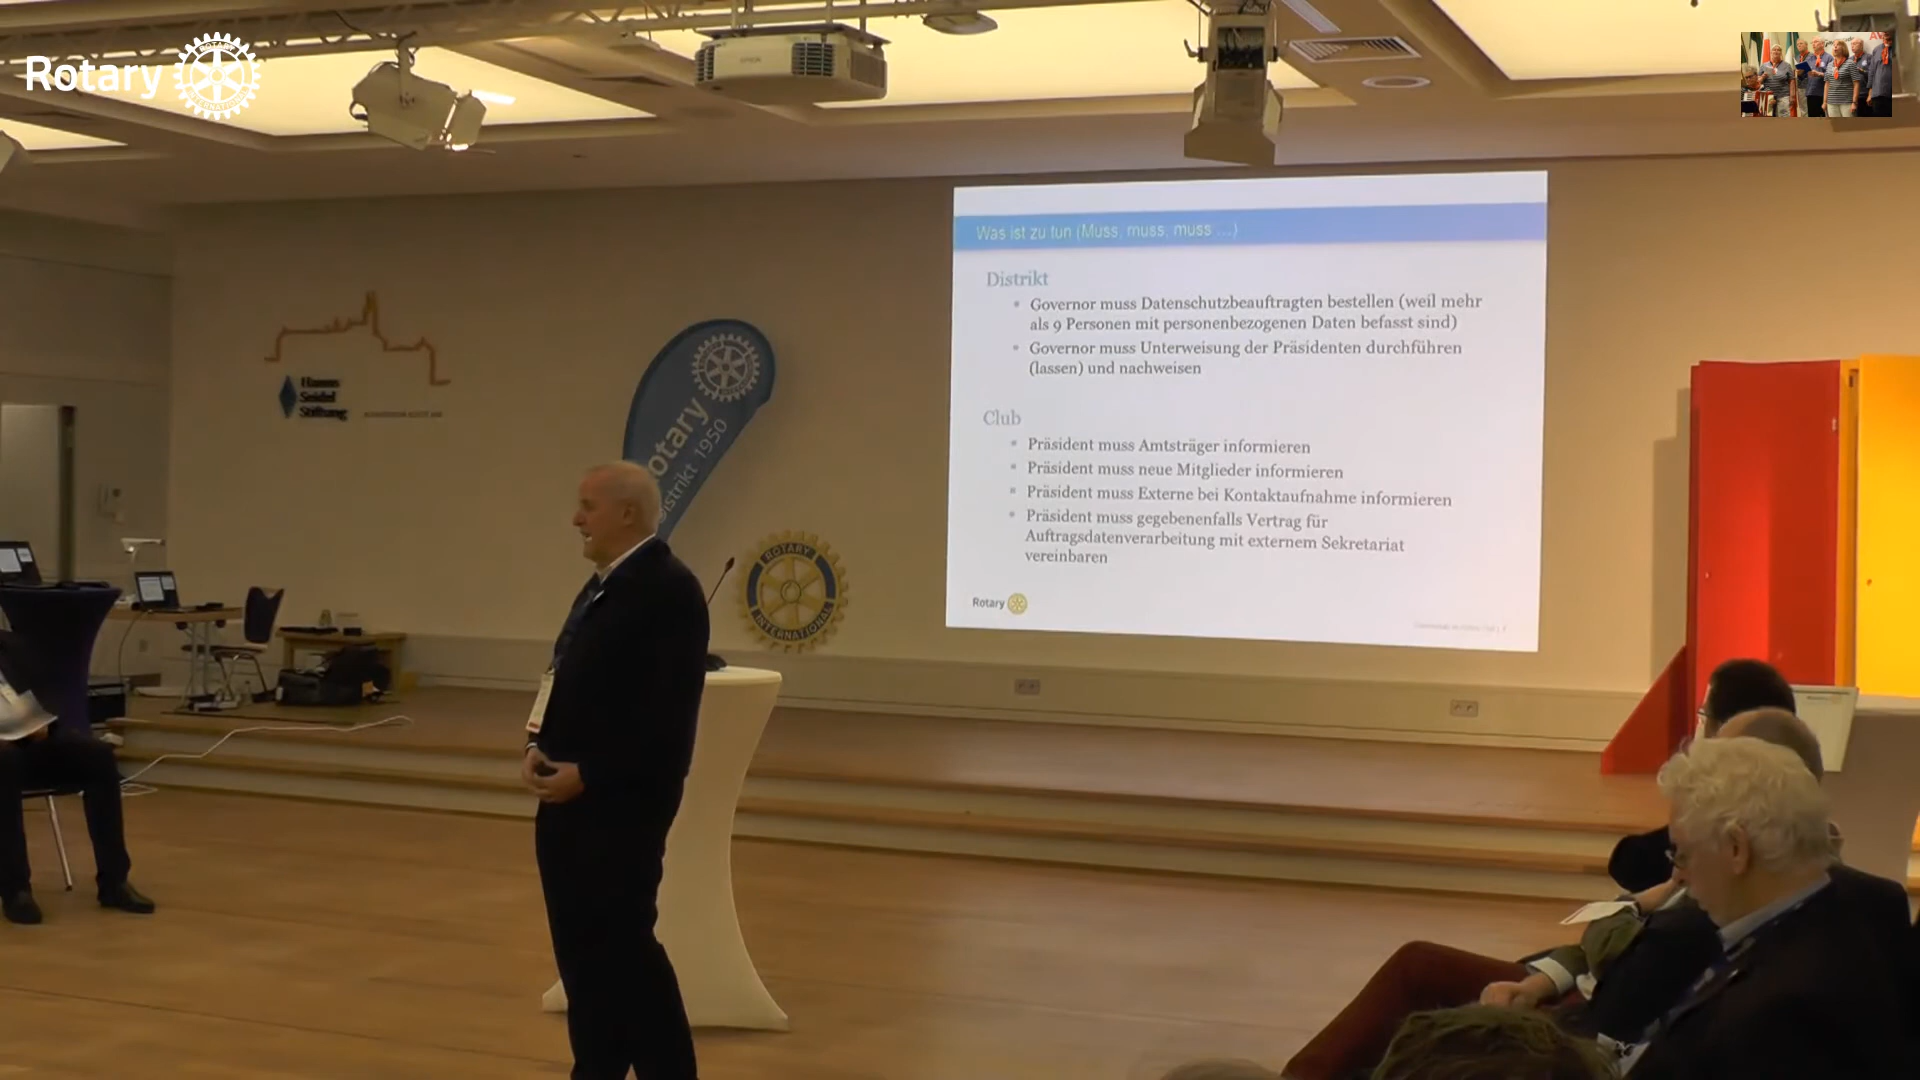 Rotary
ROTARY
INTERNATIONAL
EPSON
Was ist zu tun (Muss, muss, muss ...)
Distrikt
Governor muss Datenschutzbeauftragten bestellen (weil mehr
als 9 Personen mit personenbezogenen Daten befasst sind)
Governor muss Unterweisung der Präsidenten durchführen
(lassen) und nachweisen
Club
Präsident muss Amtsträger informieren
Präsident muss neue Mitglieder informieren
Präsident muss Externe bei Kontaktaufnahme informieren
Präsident muss gegebenenfalls Vertrag für
Auftragsdatenverarbeitung mit externem Sekretariat
vereinbaren
Rotary
Hanns
Seidel
Stiftung
Rotary
Distrikt 1950
ROTARY
INTERNATIONAL